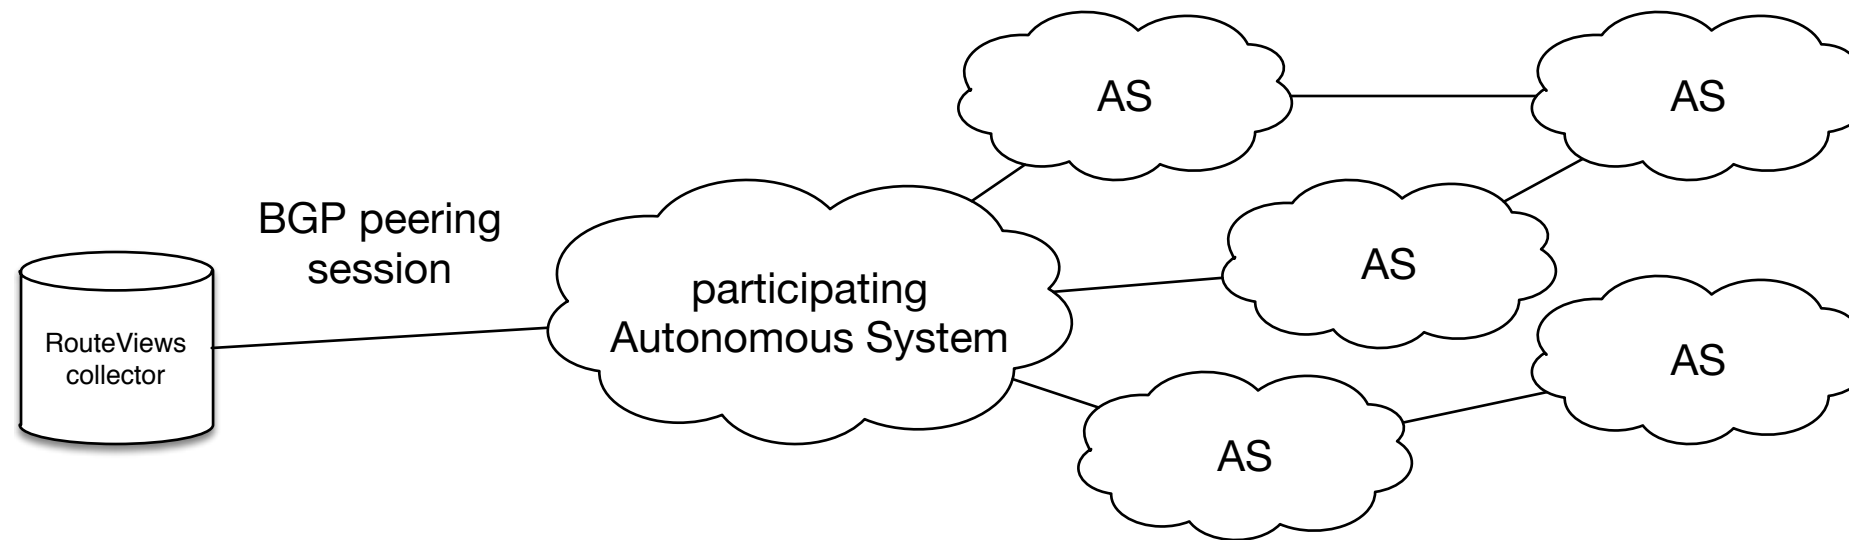 AS
AS
BGP peering
session
AS
participating
Autonomous System
RouteViews
collector
AS
AS